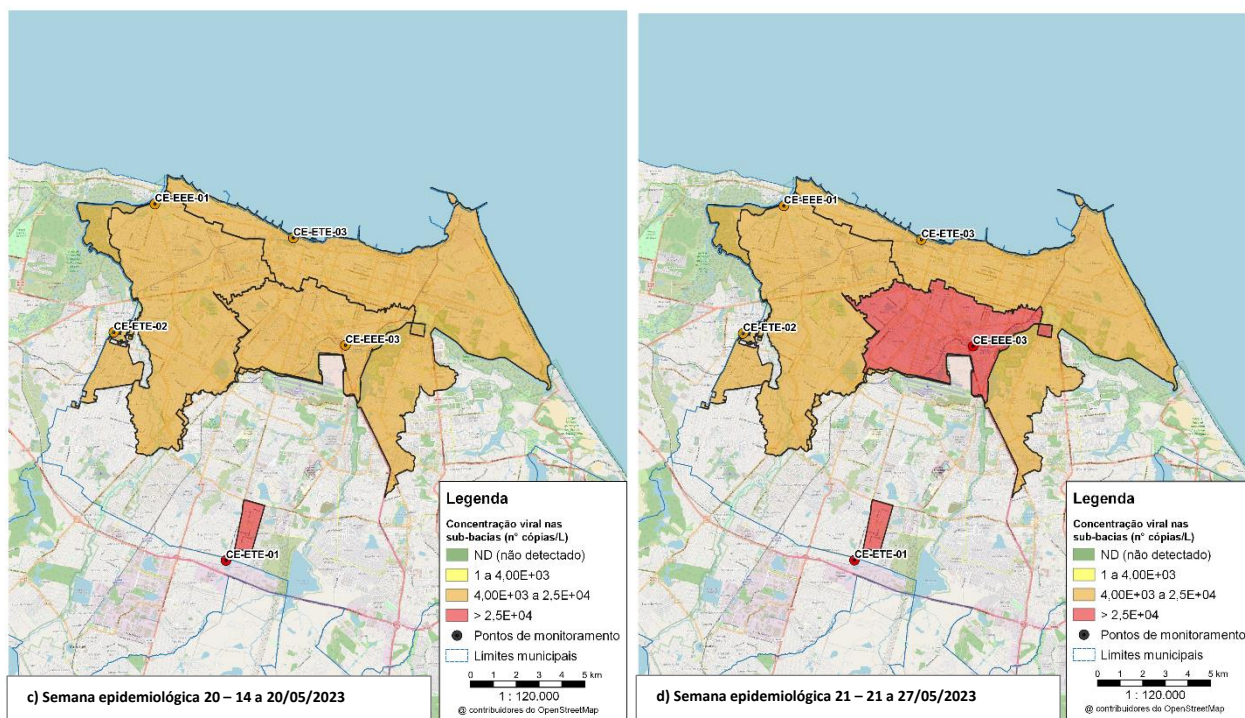 CE-EEE-01
CE-ETE-03
CE-ETE-02
CE-EEE-03
CE-ETE-01
Legenda
Concentração viral nas
sub-bacias (n° cópias/L)
ND (não detectado)
1 a 4,00E+03
4,00E+03 a 2,5E+04
> 2,5E+04
Pontos de monitoramento
Limites municipais
0 1 2 3 4 5 km
1 : 120.000
@ contribuidores do OpenStreetMap
c) Semana epidemiológica 20 – 14 a 20/05/2023
CE-EEE-01
CE-ETE-03
CE-ETE-02
CE-EEE-03
CE-ETE-01
Legenda
Concentração viral nas
sub-bacias (n° cópias/L)
ND (não detectado)
1 a 4,00E+03
4,00E+03 a 2,5E+04
> 2,5E+04
Pontos de monitoramento
Limites municipais
0 1 2 3 4 5 km
1 : 120.000
@ contribuidores do OpenStreetMap
d) Semana epidemiológica 21 – 21 a 27/05/2023